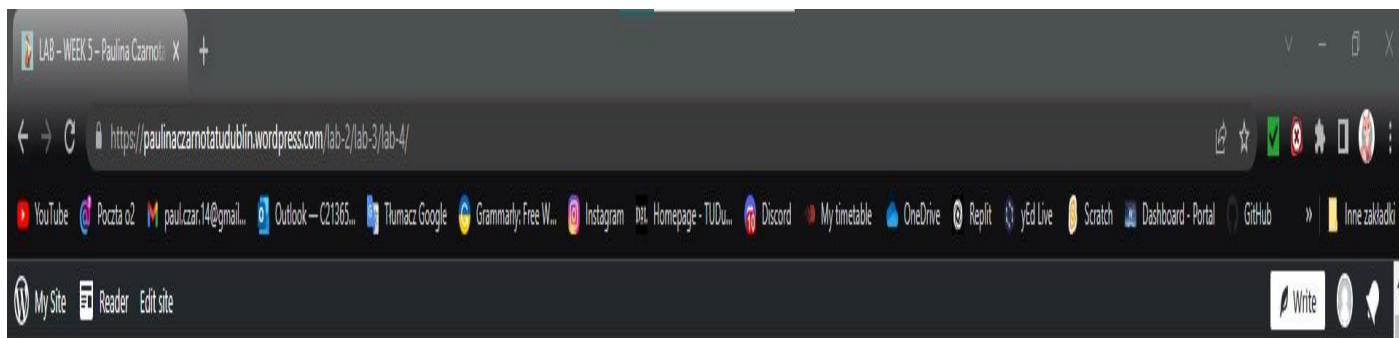 LAB – WEEK 5 – Paulina Czarnota
https://paulinaczarnotatudublin.wordpress.com/lab-2/lab-3/lab-4/
YouTube Poczta o2 paul.czar.14@gmail... Outlook — C21365... Tłumacz Google Grammarly: Free W... Instagram Homepage - TUDu... Discord My timetable OneDrive Replit yEd Live Scratch Dashboard - Portal GitHub » Inne zakładki
My Site Reader Edit site Write